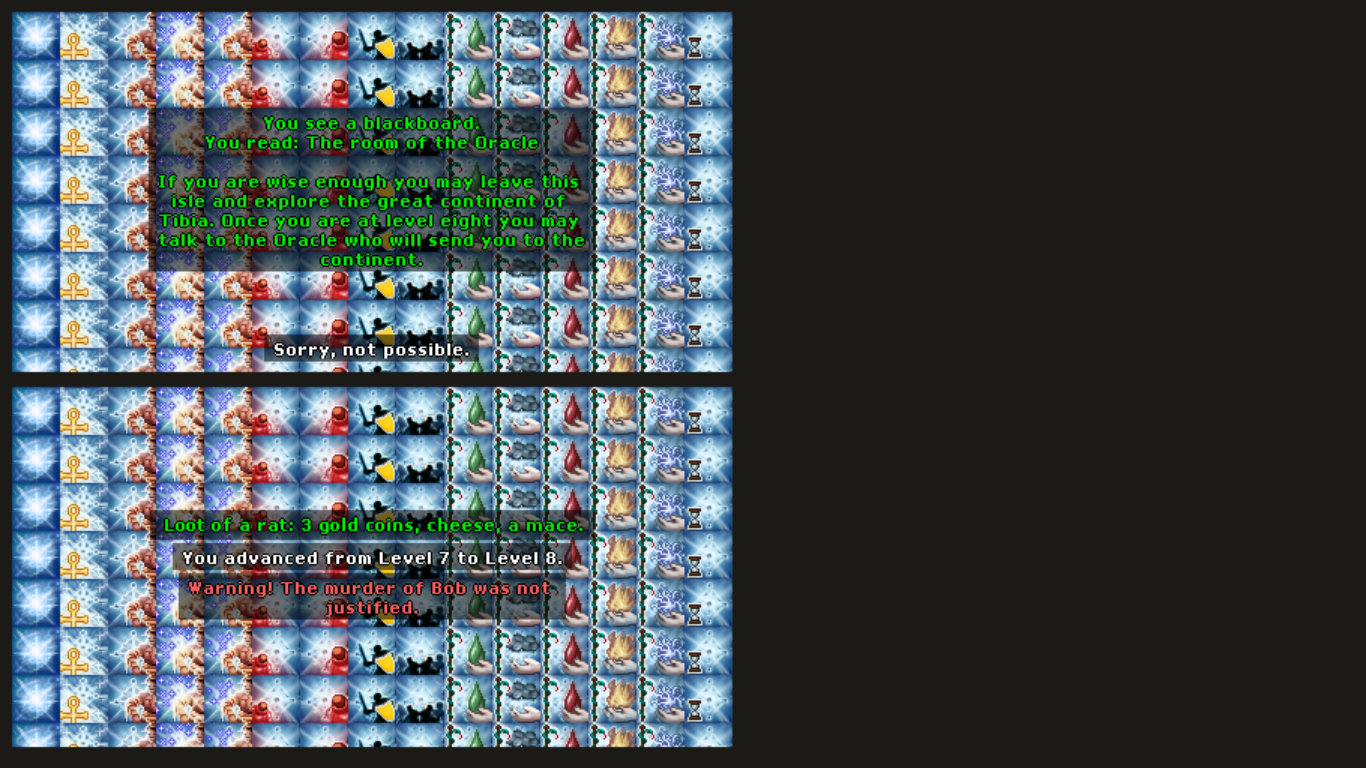 You see a blackboard.
You read: The room of the Oracle
If you are wise enough you may leave this
isle and explore the great continent of
Tibia. Once you are at level eight you may
talk to the Oracle who will send you to the
continent.
Sorry, not possible.
Loot of a rat: 3 gold coins, cheese, a mace.
You advanced from Level 7 to Level 8.
Warning! The murder of Bob was not
justified.